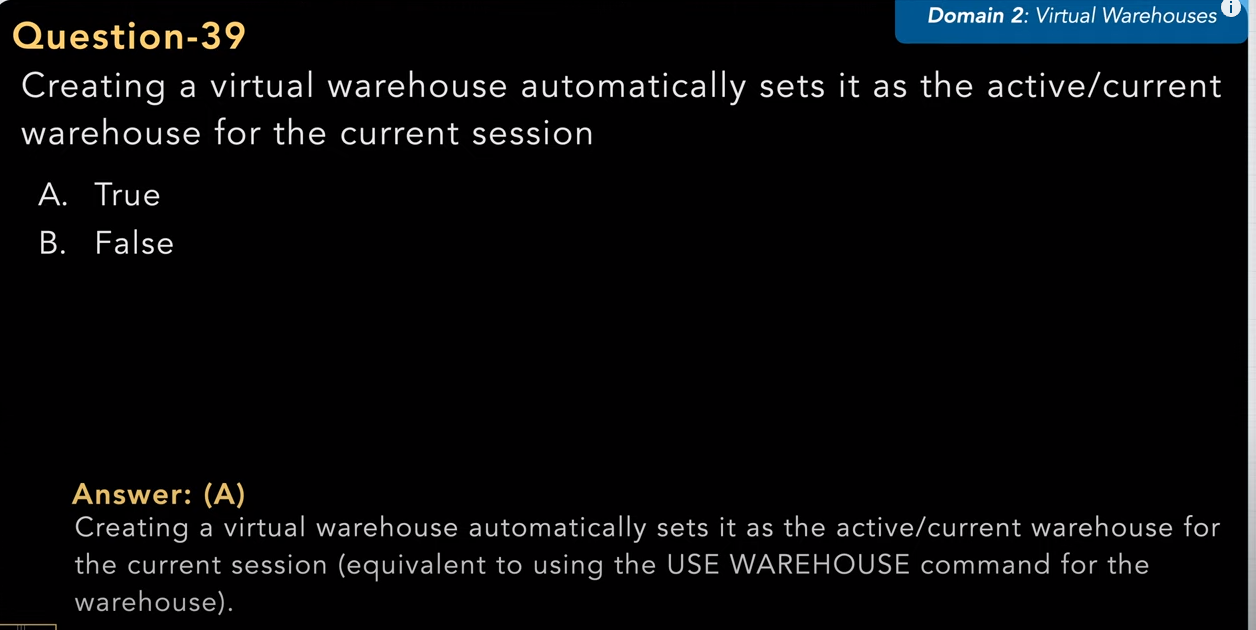 Domain 2: Virtual Warehouses
i
Question-39
Creating a virtual warehouse automatically sets it as the active/current
warehouse for the current session
A. True
B. False
Answer: (A)
Creating a virtual warehouse automatically sets it as the active/current warehouse for
the current session (equivalent to using the USE WAREHOUSE command for the
warehouse).